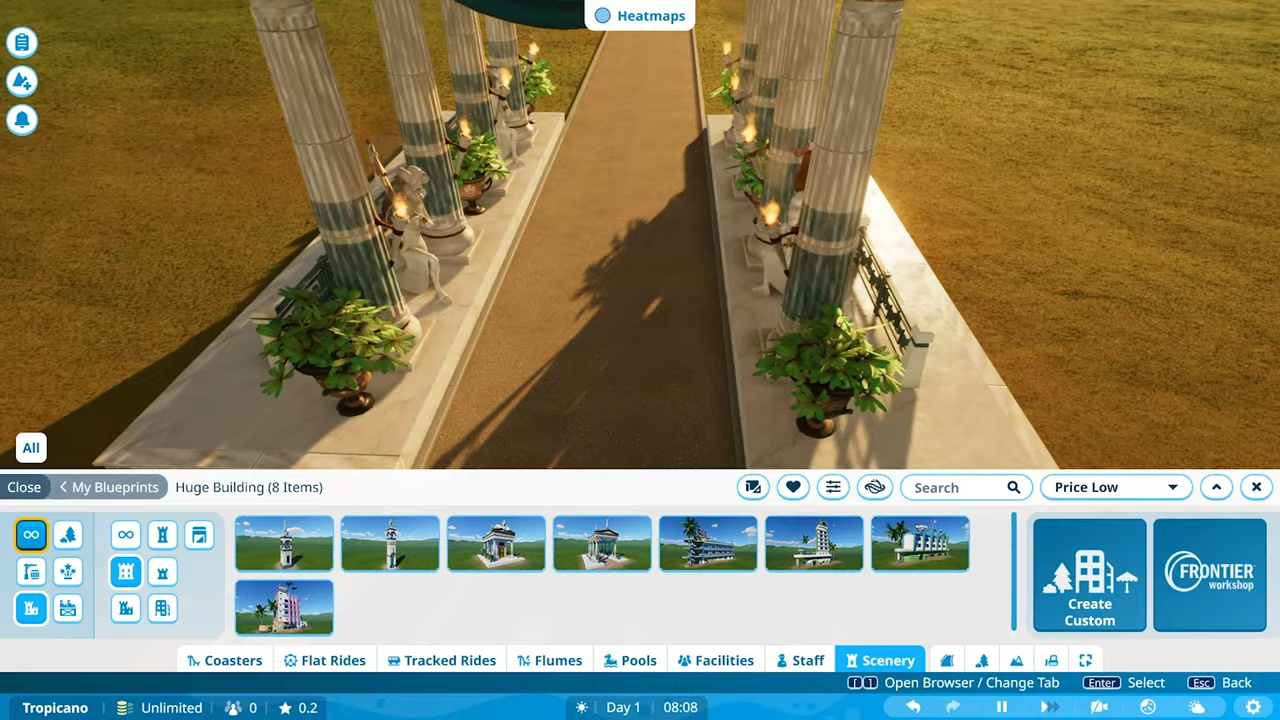 Heatmaps
All
Close
My Blueprints
Huge Building (8 Items)
Search
Price Low
Create
Custom
FRONTIER
workshop
Coasters
Flat Rides
Tracked Rides
Flumes
Pools
Facilities
Staff
Scenery
[ ] Open Browser / Change Tab
Enter Select
Esc Back
Tropicano
Unlimited
0
0.2
Day 1
08:08